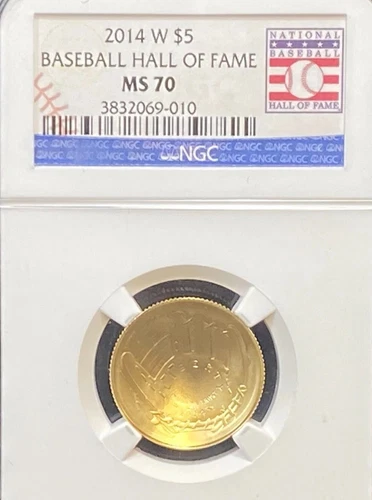 2014 W $5
BASEBALL HALL OF FAME
MS 70
3832069-010
NATIONAL
BASEBALL
HALL OF FAME
NGC